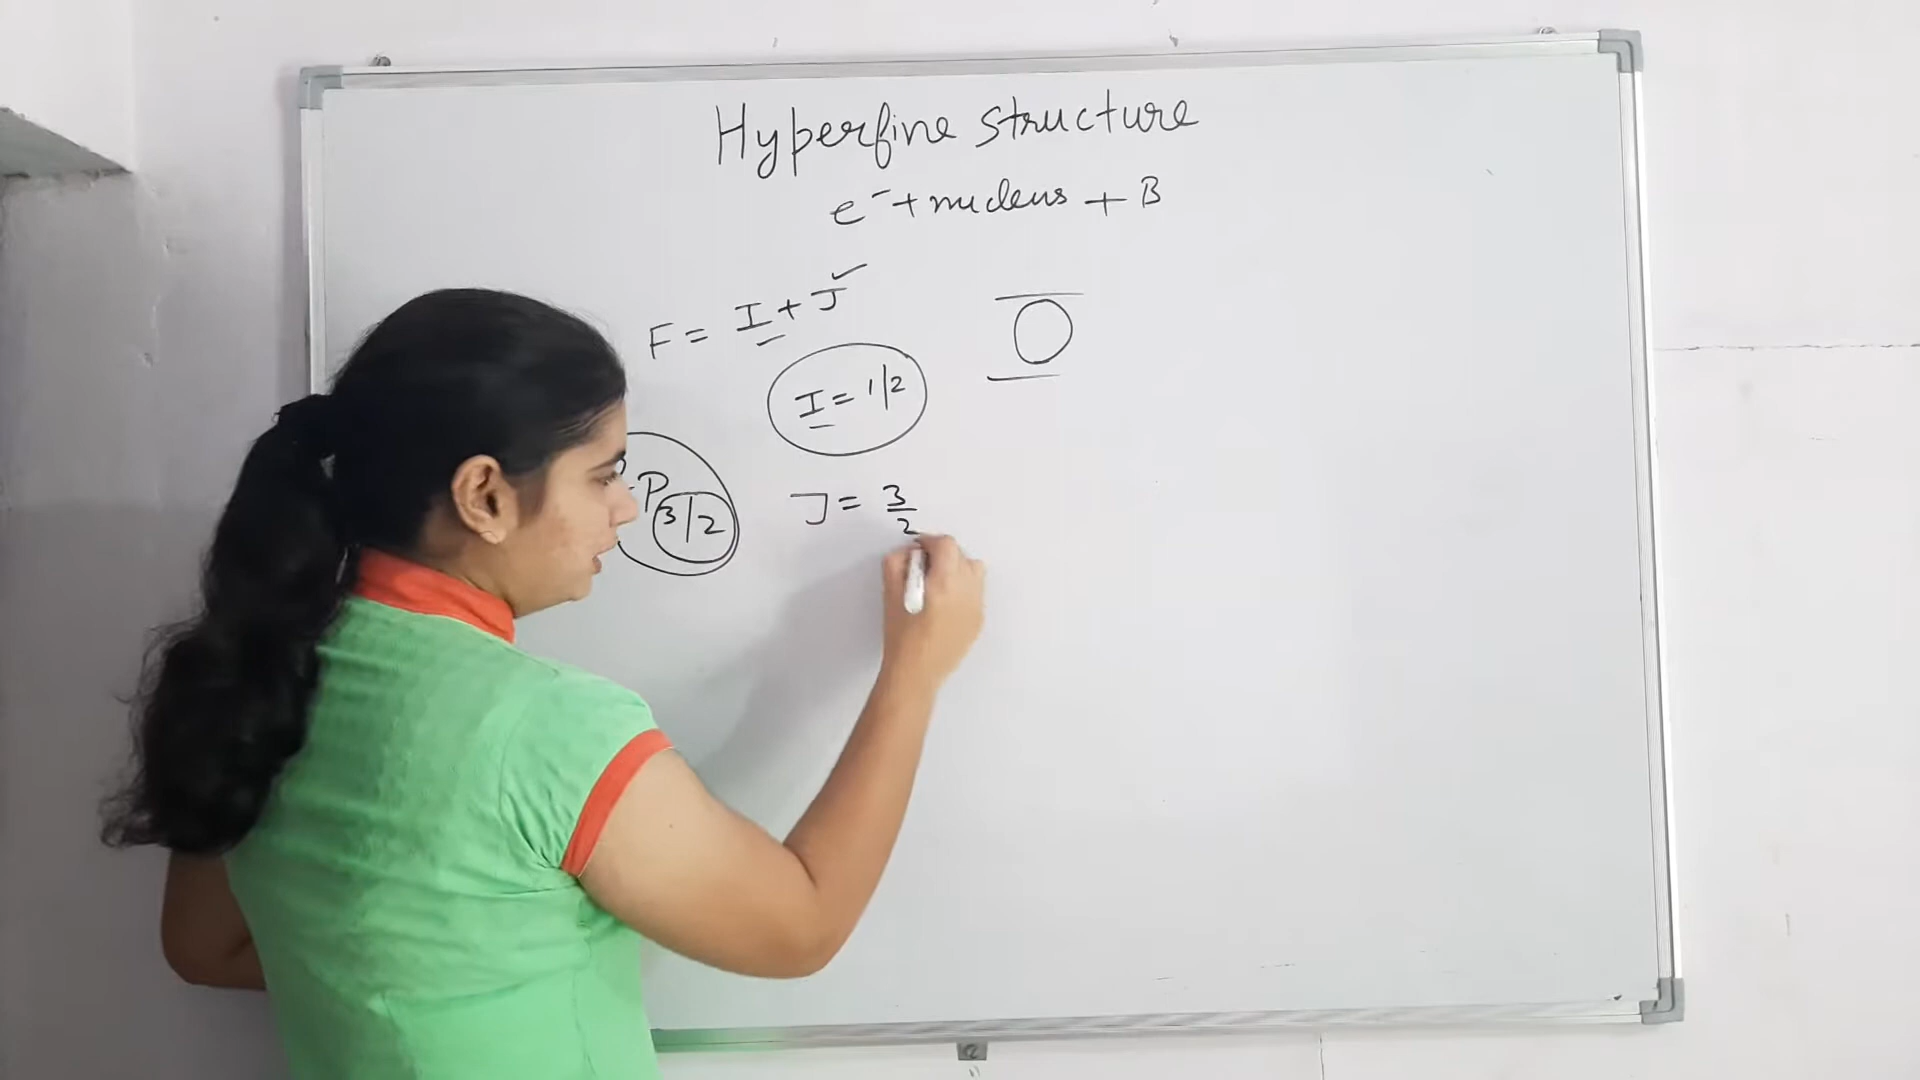 Hyperfine structure
e⁻ + nucleus + B
F = I + J
I = 1/2
P3/2
J = 3/2